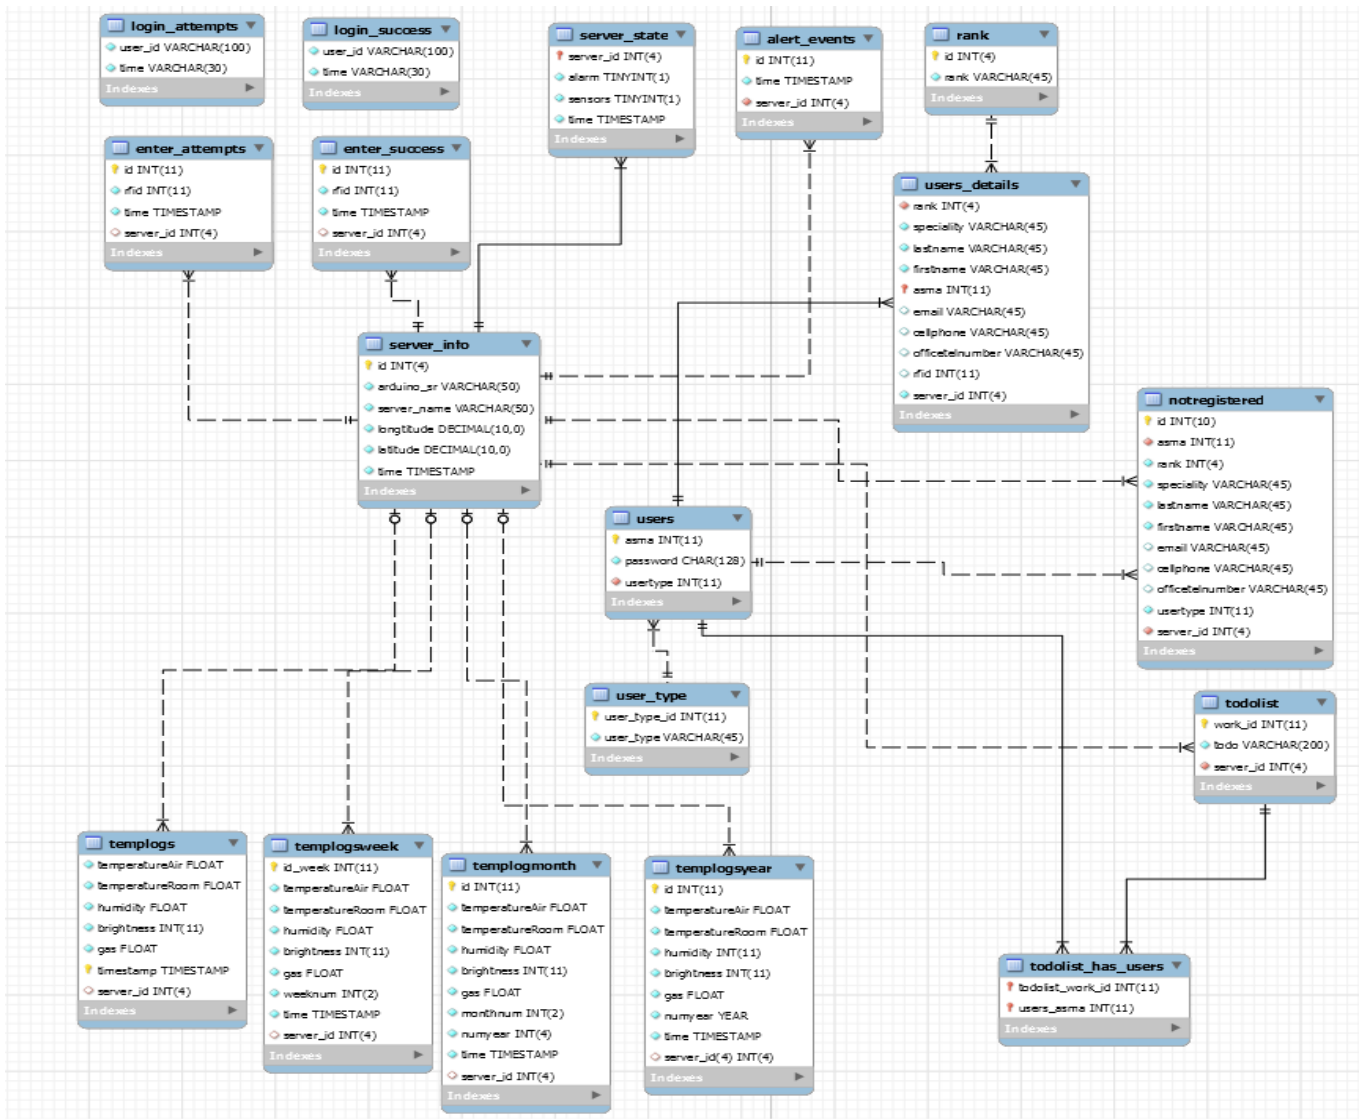 login_attempts
user_id VARCHAR(100)
time VARCHAR(30)
Indexes
login_success
user_id VARCHAR(100)
time VARCHAR(30)
Indexes
server_state
server_id INT(4)
alarm TINYINT(1)
sensors TINYINT(1)
time TIMESTAMP
Indexes
alert_events
id INT(11)
time TIMESTAMP
server_id INT(4)
Indexes
rank
id INT(4)
rank VARCHAR(45)
Indexes
enter_attempts
id INT(11)
rfid INT(11)
time TIMESTAMP
server_id INT(4)
Indexes
enter_success
id INT(11)
rfid INT(11)
time TIMESTAMP
server_id INT(4)
Indexes
users_details
rank INT(4)
speciality VARCHAR(45)
lastname VARCHAR(45)
firstname VARCHAR(45)
asma INT(11)
email VARCHAR(45)
cellphone VARCHAR(45)
officetelnumber VARCHAR(45)
rfid INT(11)
server_id INT(4)
Indexes
server_info
id INT(4)
arduino_sr VARCHAR(50)
server_name VARCHAR(50)
longtitude DECIMAL(10,0)
latitude DECIMAL(10,0)
time TIMESTAMP
Indexes
notregistered
id INT(10)
asma INT(11)
rank INT(4)
speciality VARCHAR(45)
lastname VARCHAR(45)
firstname VARCHAR(45)
email VARCHAR(45)
cellphone VARCHAR(45)
officetelnumber VARCHAR(45)
usertype INT(11)
server_id INT(4)
Indexes
users
asma INT(11)
password CHAR(128)
usertype INT(11)
Indexes
user_type
user_type_id INT(11)
user_type VARCHAR(45)
Indexes
todolist
work_id INT(11)
todo VARCHAR(200)
server_id INT(4)
Indexes
templogs
temperatureAir FLOAT
temperatureRoom FLOAT
humidity FLOAT
brightness INT(11)
gas FLOAT
timestamp TIMESTAMP
server_id INT(4)
Indexes
templogsweek
id_week INT(11)
temperatureAir FLOAT
temperatureRoom FLOAT
humidity FLOAT
brightness INT(11)
gas FLOAT
weeknum INT(2)
time TIMESTAMP
server_id INT(4)
Indexes
templogmonth
id INT(11)
temperatureAir FLOAT
temperatureRoom FLOAT
humidity FLOAT
brightness INT(11)
gas FLOAT
monthnum INT(2)
numyear INT(4)
time TIMESTAMP
server_id INT(4)
Indexes
templogsyear
id INT(11)
temperatureAir FLOAT
temperatureRoom FLOAT
humidity INT(11)
brightness INT(11)
gas FLOAT
numyear YEAR
time TIMESTAMP
server_id(4) INT(4)
Indexes
todolist_has_users
todolist_work_id INT(11)
users_asma INT(11)
Indexes